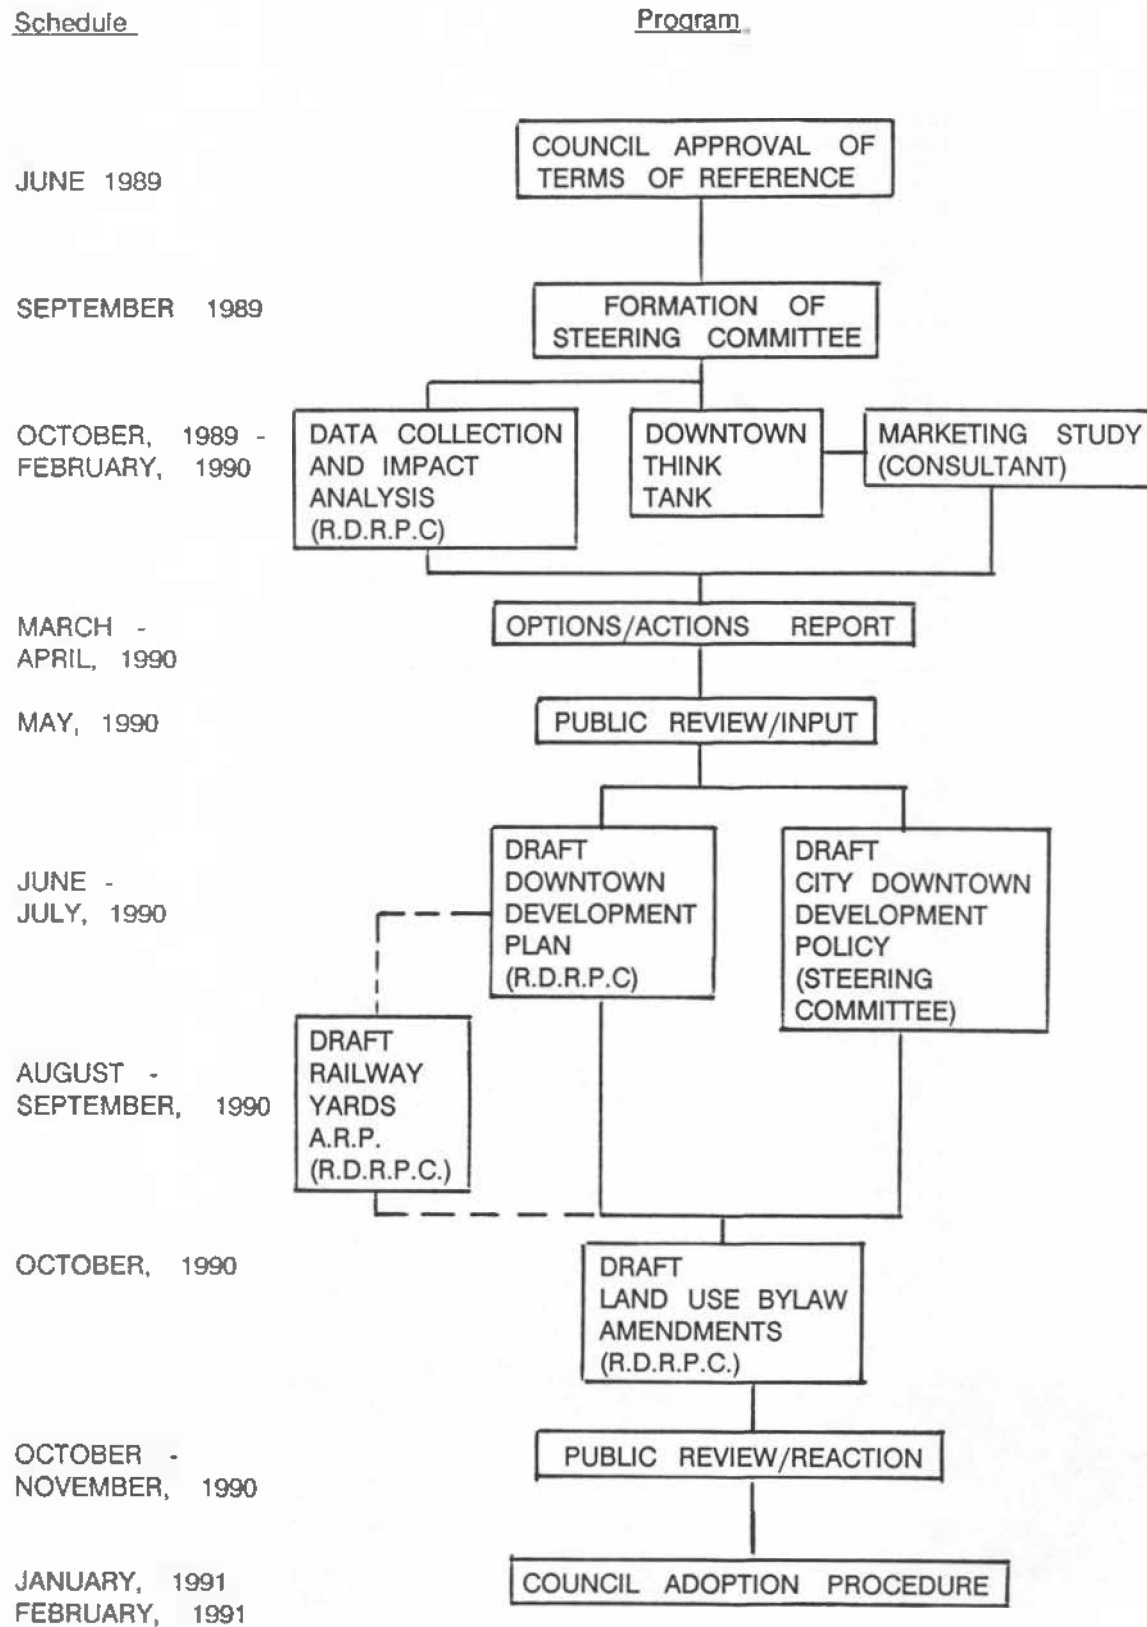 Schedule
Program
JUNE 1989
COUNCIL APPROVAL OF
TERMS OF REFERENCE
SEPTEMBER 1989
FORMATION OF
STEERING COMMITTEE
OCTOBER, 1989 -
FEBRUARY, 1990
DATA COLLECTION
AND IMPACT
ANALYSIS
(R.D.R.P.C)
DOWNTOWN
THINK
TANK
MARKETING STUDY
(CONSULTANT)
MARCH -
APRIL, 1990
OPTIONS/ACTIONS REPORT
MAY, 1990
PUBLIC REVIEW/INPUT
JUNE -
JULY, 1990
DRAFT
DOWNTOWN
DEVELOPMENT
PLAN
(R.D.R.P.C)
DRAFT
CITY DOWNTOWN
DEVELOPMENT
POLICY
(STEERING
COMMITTEE)
AUGUST -
SEPTEMBER, 1990
DRAFT
RAILWAY
YARDS
A.R.P.
(R.D.R.P.C.)
OCTOBER, 1990
DRAFT
LAND USE BYLAW
AMENDMENTS
(R.D.R.P.C.)
OCTOBER -
NOVEMBER, 1990
PUBLIC REVIEW/REACTION
JANUARY, 1991
FEBRUARY, 1991
COUNCIL ADOPTION PROCEDURE